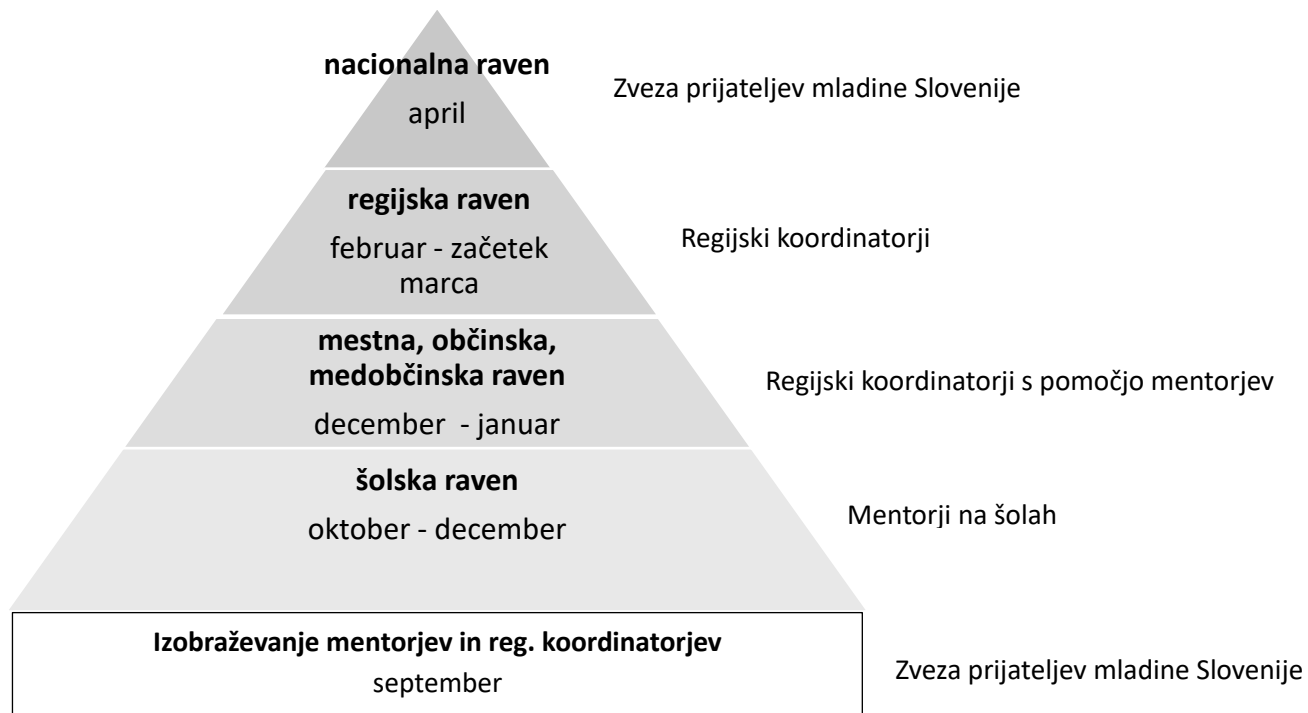 nacionalna raven
april
Zveza prijateljev mladine Slovenije
regijska raven
februar - začetek
marca
Regijski koordinatorji
mestna, občinska,
medobčinska raven
december - januar
Regijski koordinatorji s pomočjo mentorjev
šolska raven
oktober - december
Mentorji na šolah
Izobraževanje mentorjev in reg. koordinatorjev
september
Zveza prijateljev mladine Slovenije